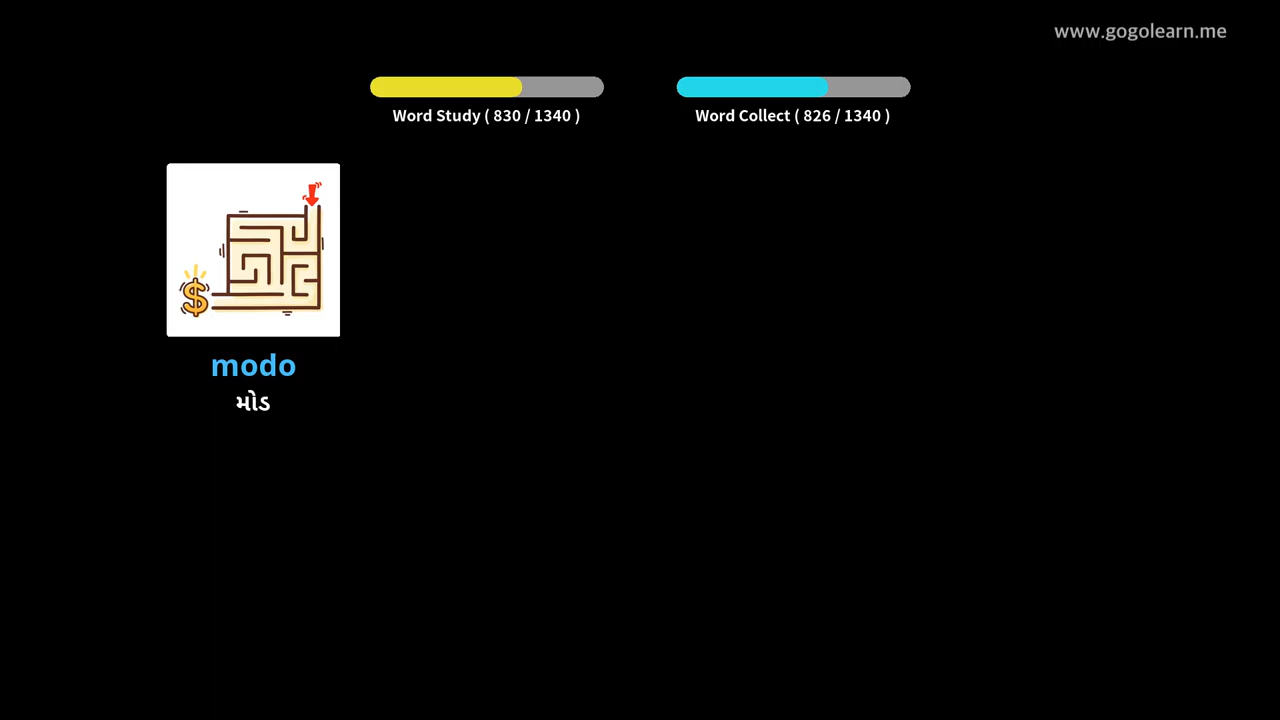 www.gogolearn.me
Word Study ( 830 / 1340 )
Word Collect ( 826 / 1340 )
$
modo
મોડ